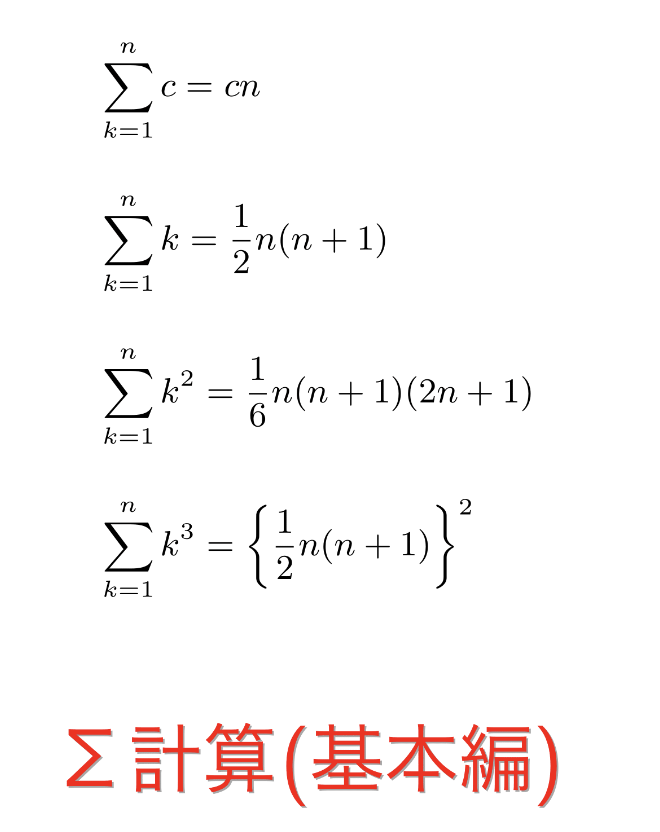 $\sum_{k=1}^{n} c = cn$
$\sum_{k=1}^{n} k = \frac{1}{2}n(n+1)$
$\sum_{k=1}^{n} k^2 = \frac{1}{6}n(n+1)(2n+1)$
$\sum_{k=1}^{n} k^3 = \left\{\frac{1}{2}n(n+1)\right\}^2$
Σ計算(基本編)